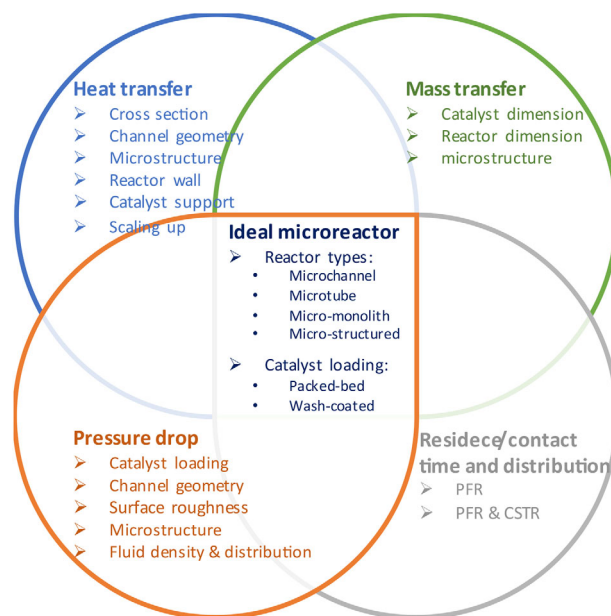 Heat transfer
➢ Cross section
➢ Channel geometry
➢ Microstructure
➢ Reactor wall
➢ Catalyst support
➢ Scaling up
Mass transfer
➢ Catalyst dimension
➢ Reactor dimension
➢ microstructure
Ideal microreactor
➢ Reactor types:
• Microchannel
• Microtube
• Micro-monolith
• Micro-structured
➢ Catalyst loading:
• Packed-bed
• Wash-coated
Pressure drop
➢ Catalyst loading
➢ Channel geometry
➢ Surface roughness
➢ Microstructure
➢ Fluid density & distribution
Residece/contact
time and distribution
➢ PFR
➢ PFR & CSTR